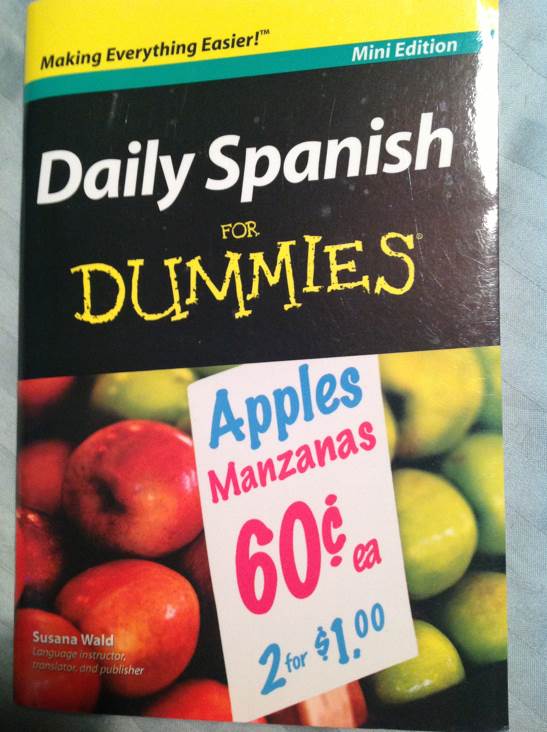 Making Everything Easier!™
Mini Edition
Daily Spanish
FOR
DUMMIES®
Apples
Manzanas
60¢ ea
2 for $1.00
Susana Wald
Language instructor,
translator, and publisher